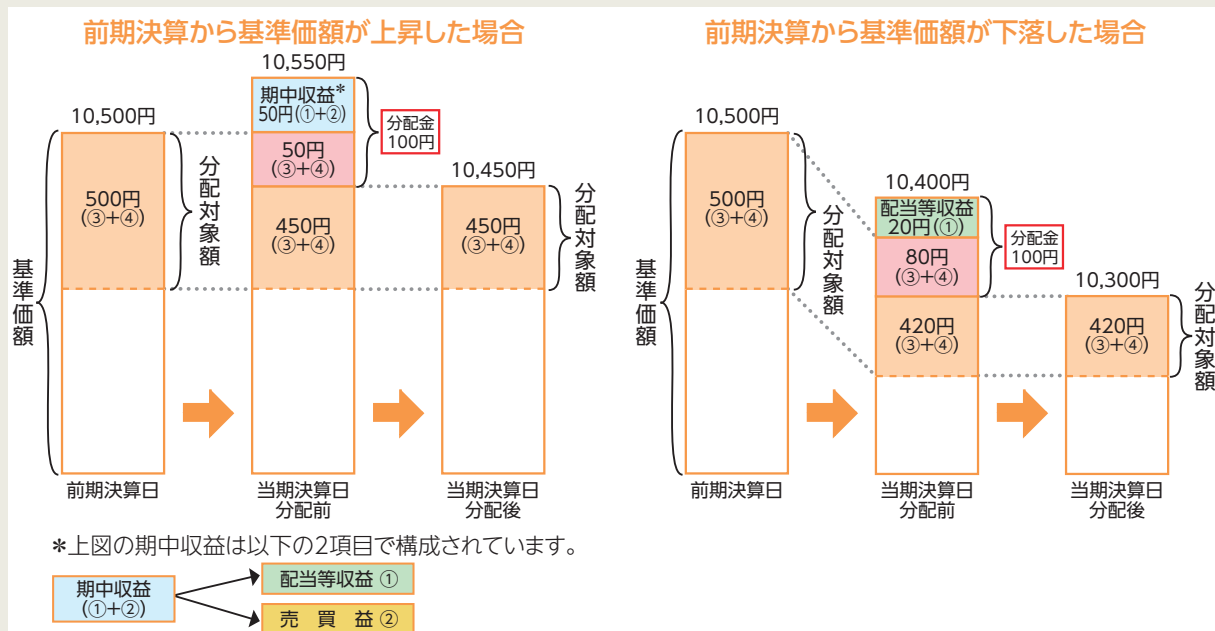 前期決算から基準価額が上昇した場合
10,500円
500円
(③+④)
分配対象額
基準価額
前期決算日
10,550円
期中収益*
50円(①+②)
50円
(③+④)
450円
(③+④)
分配金
100円
当期決算日
分配前
10,450円
450円
(③+④)
分配対象額
当期決算日
分配後
*上図の期中収益は以下の2項目で構成されています。
期中収益
(①+②)
配当等収益 ①
売 買 益 ②
前期決算から基準価額が下落した場合
10,500円
500円
(③+④)
分配対象額
基準価額
前期決算日
10,400円
配当等収益
20円(①)
80円
(③+④)
420円
(③+④)
分配金
100円
当期決算日
分配前
10,300円
420円
(③+④)
分配対象額
当期決算日
分配後